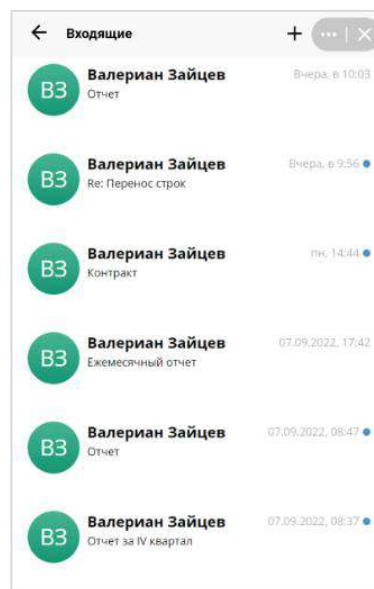 Входящие
Валериан Зайцев Вчера, в 10:03
ВЗ
Отчет
Валериан Зайцев Вчера, в 9:56
ВЗ
Re: Перенос строк
Валериан Зайцев пн, 14:44
ВЗ
Контракт
Валериан Зайцев 07.09.2022, 17:42
ВЗ
Ежемесячный отчет
Валериан Зайцев 07.09.2022, 08:47
ВЗ
Отчет
Валериан Зайцев 07.09.2022, 08:37
ВЗ
Отчет за IV квартал